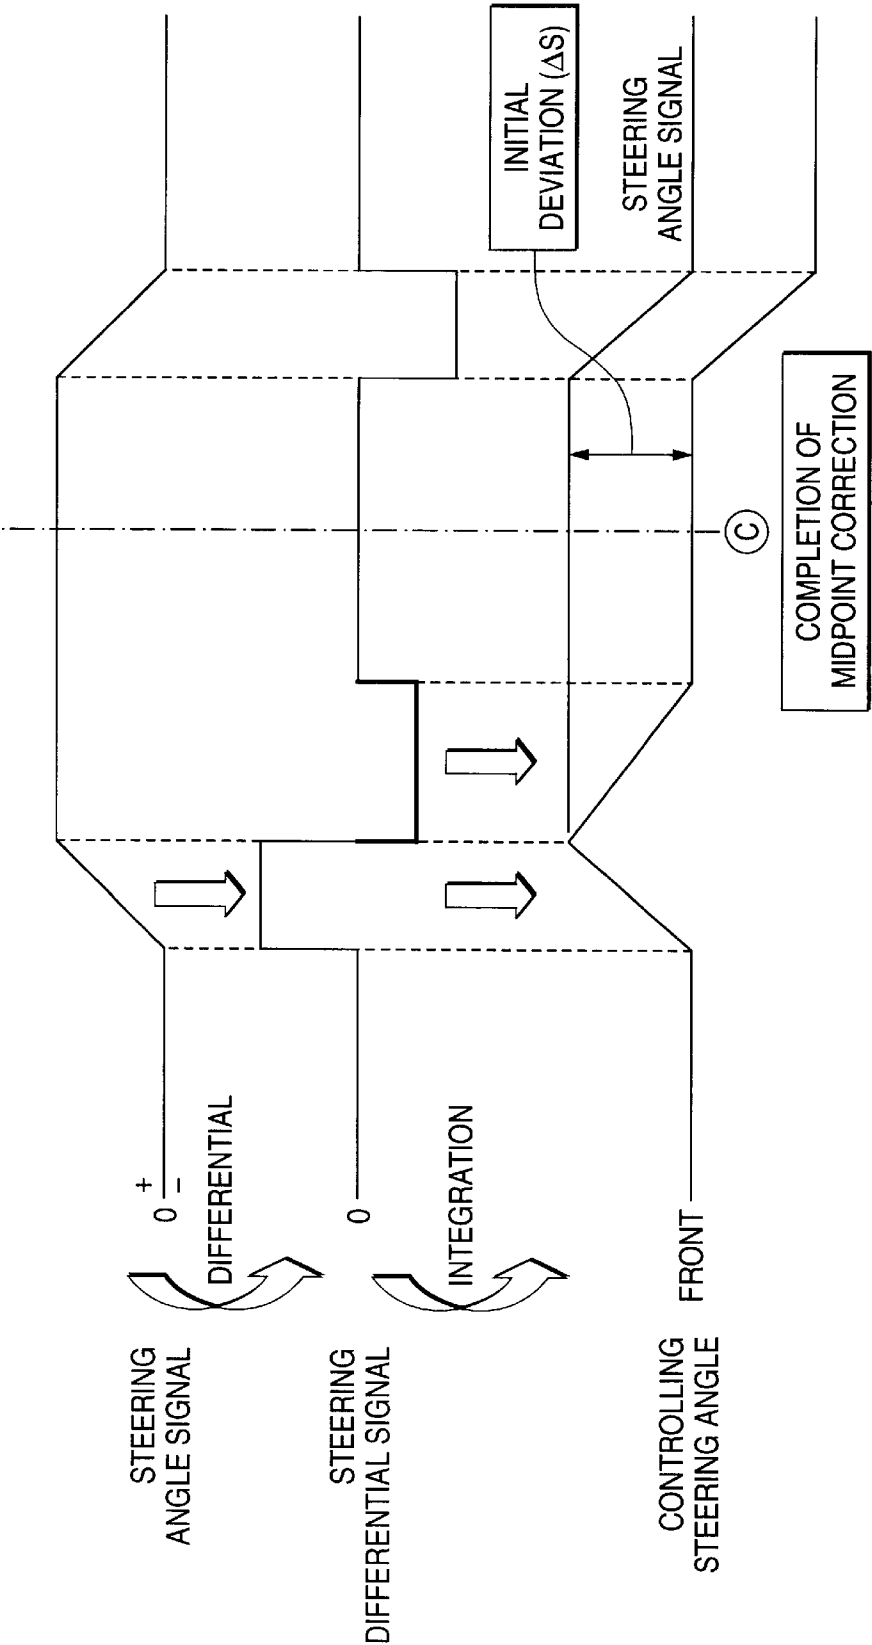 STEERING
ANGLE SIGNAL
0
+
−
DIFFERENTIAL
STEERING
DIFFERENTIAL SIGNAL
0
INTEGRATION
CONTROLLING
STEERING ANGLE
FRONT
INITIAL
DEVIATION (ΔS)
STEERING
ANGLE SIGNAL
C
COMPLETION OF
MIDPOINT CORRECTION